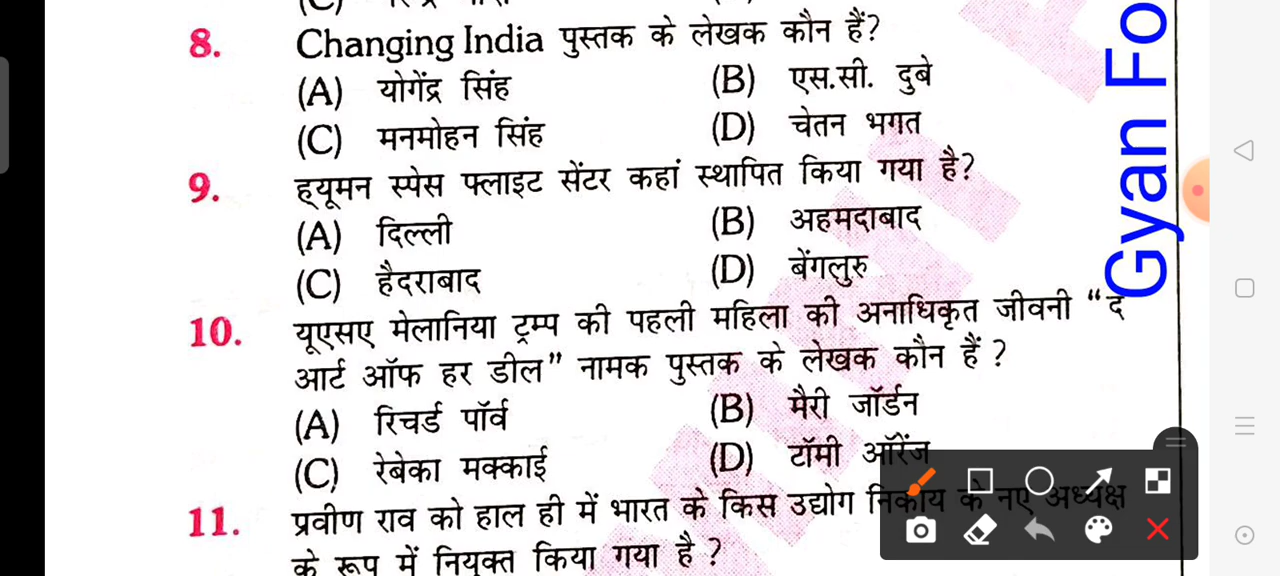 8. Changing India पुस्तक के लेखक कौन हैं?
(A) योगेंद्र सिंह (B) एस.सी. दुबे
(C) मनमोहन सिंह (D) चेतन भगत
9. ह्यूमन स्पेस फ्लाइट सेंटर कहां स्थापित किया गया है?
(A) दिल्ली (B) अहमदाबाद
(C) हैदराबाद (D) बेंगलुरु
10. यूएसए मेलानिया ट्रम्प की पहली महिला की अनाधिकृत जीवनी “द
आर्ट ऑफ हर डील” नामक पुस्तक के लेखक कौन हैं ?
(A) रिचर्ड पॉर्व (B) मैरी जॉर्डन
(C) रेबेका मक्काई (D) टॉमी ऑरेंज
11. प्रवीण राव को हाल ही में भारत के किस उद्योग निकाय के नए अध्यक्ष
के रूप में नियुक्त किया गया है ?
Gyan Fo